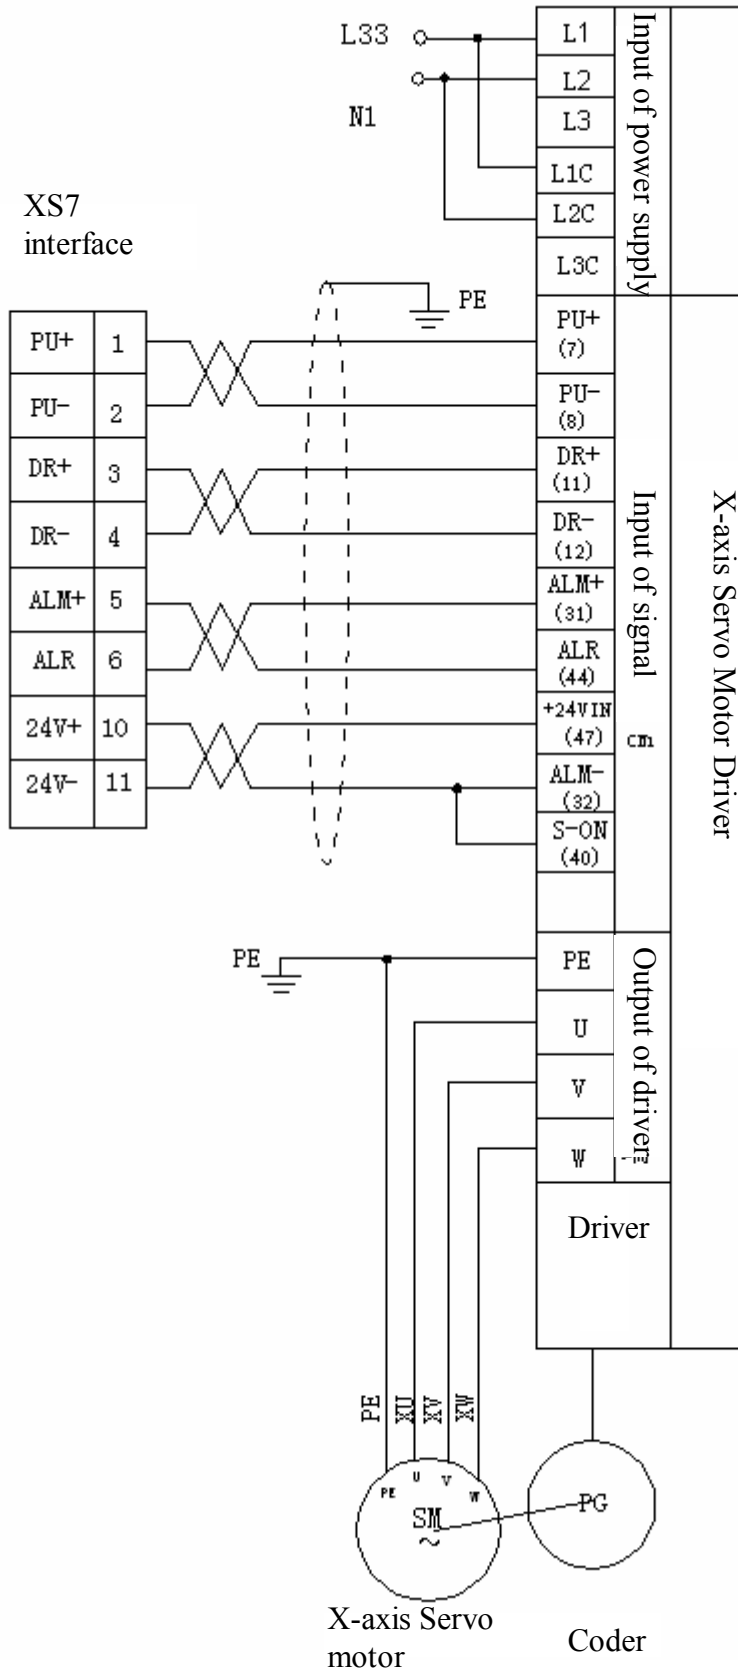 L33
N1
L1
L2
L3
L1C
L2C
L3C
Input of power supply
XS7
interface
PE
PU+ 1
PU- 2
DR+ 3
DR- 4
ALM+ 5
ALR 6
24V+ 10
24V- 11
PU+
(7)
PU-
(8)
DR+
(11)
DR-
(12)
ALM+
(31)
ALR
(44)
+24VIN
(47)
ALM-
(32)
S-ON
(40)
Input of signal
cm
X-axis Servo Motor Driver
PE
PE
U
V
W
Output of driver
Driver
PE
XU
XV
XW
PE
U
V
W
SM
~
PG
X-axis Servo
motor
Coder